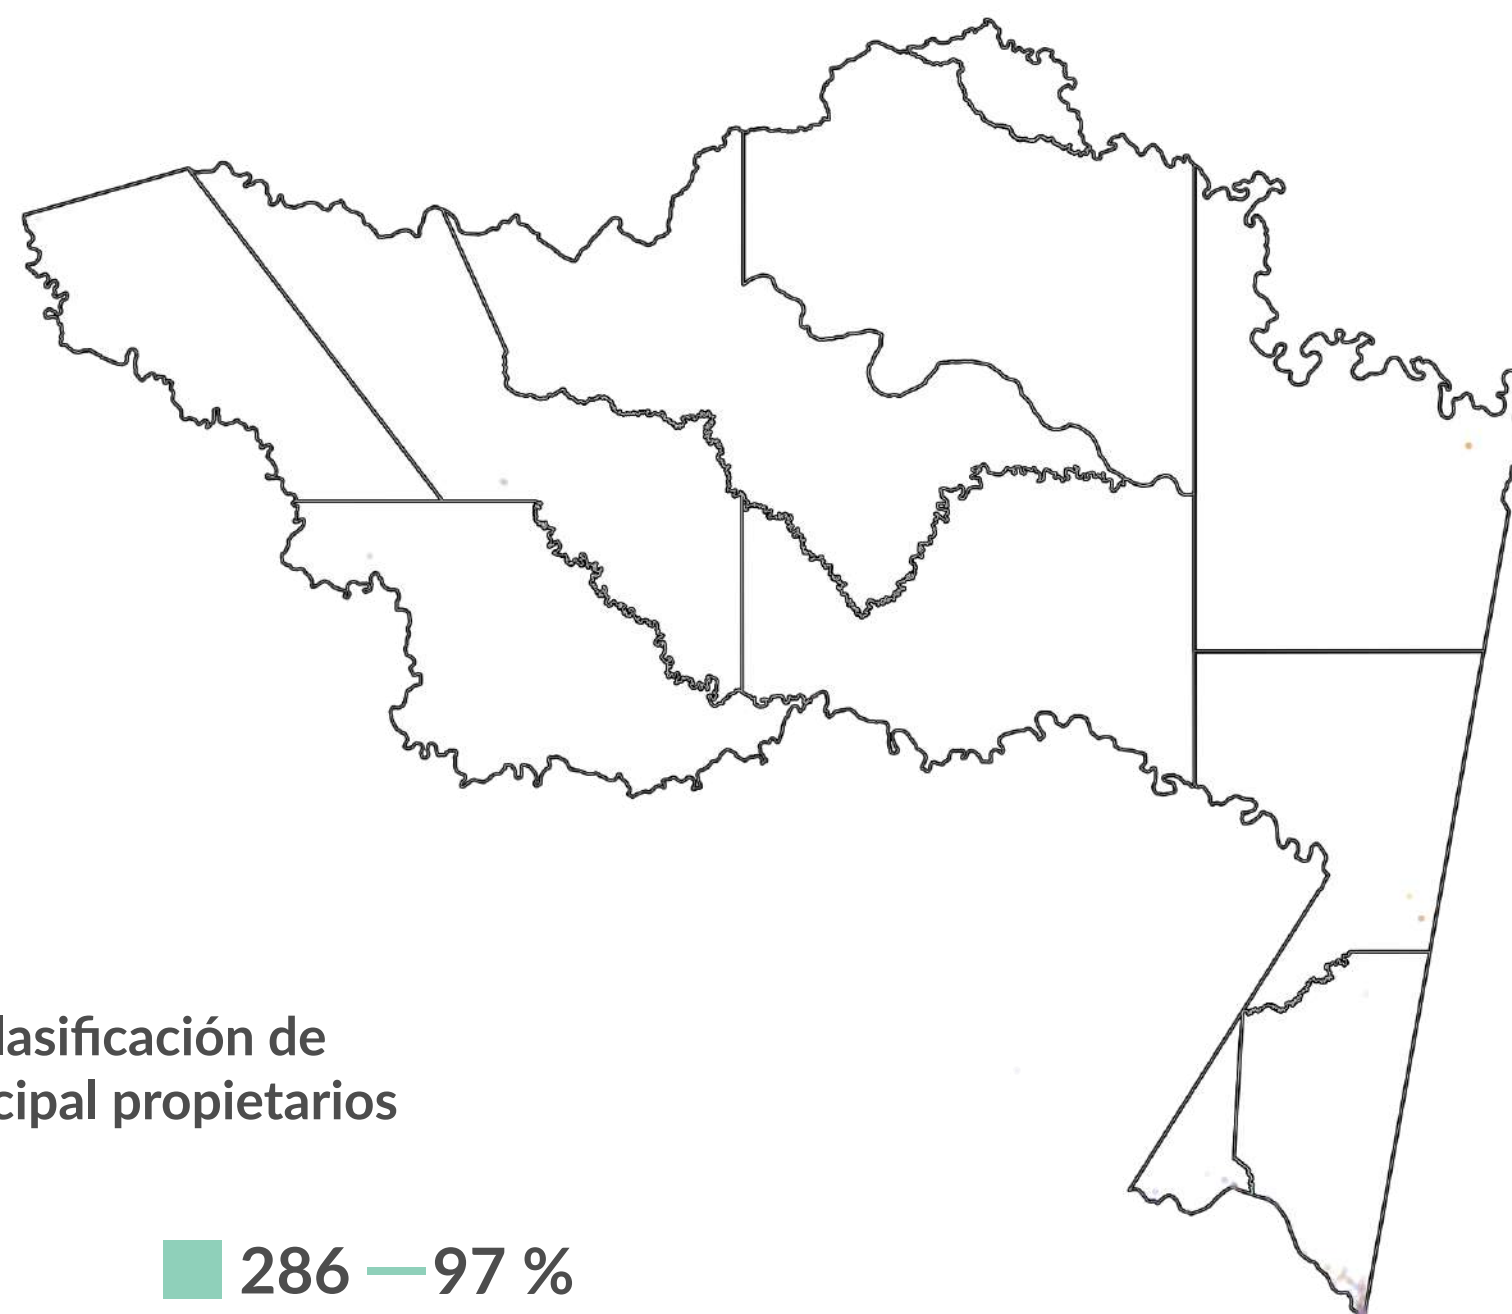 lasificación de
cipal propietarios
286 — 97 %